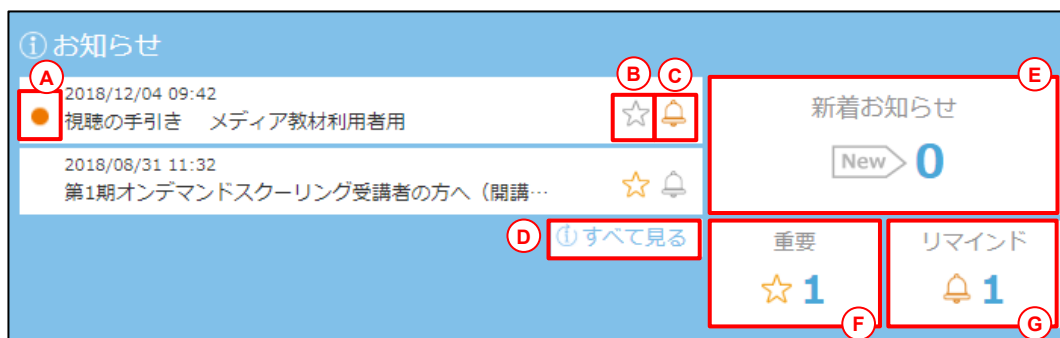 お知らせ
A
B
C
E
2018/12/04 09:42
視聴の手引き　メディア教材利用者用
新着お知らせ
New 0
2018/08/31 11:32
第1期オンデマンドスクーリング受講者の方へ（開講…
D
すべて見る
重要
リマインド
1
1
F
G